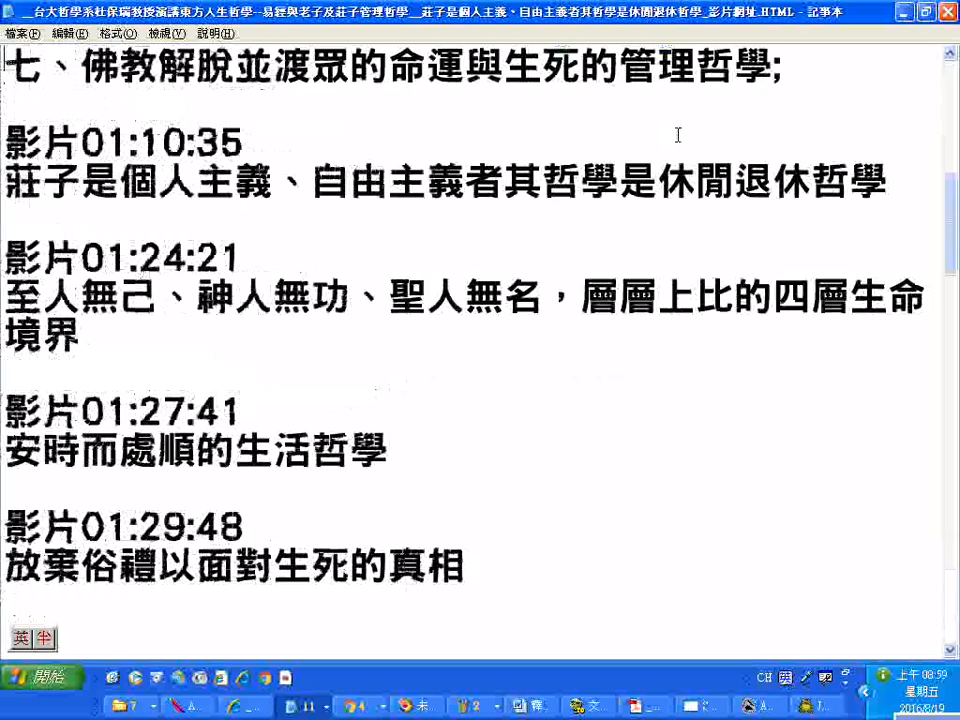 __台大哲學系杜保瑞教授演講東方人生哲學--易經與老子及莊子管理哲學__莊子是個人主義、自由主義者其哲學是休閒退休哲學_影片網址.HTML - 記事本
檔案(F) 編輯(E) 格式(O) 檢視(V) 說明(H)
七、佛教解脫並渡眾的命運與生死的管理哲學;
影片01:10:35
莊子是個人主義、自由主義者其哲學是休閒退休哲學
影片01:24:21
至人無己、神人無功、聖人無名，層層上比的四層生命
境界
影片01:27:41
安時而處順的生活哲學
影片01:29:48
放棄俗禮以面對生死的真相
英 半
開始
CH
上午 08:59
星期五
2016/8/19
7
A...
11
4
未
2
釋
文...